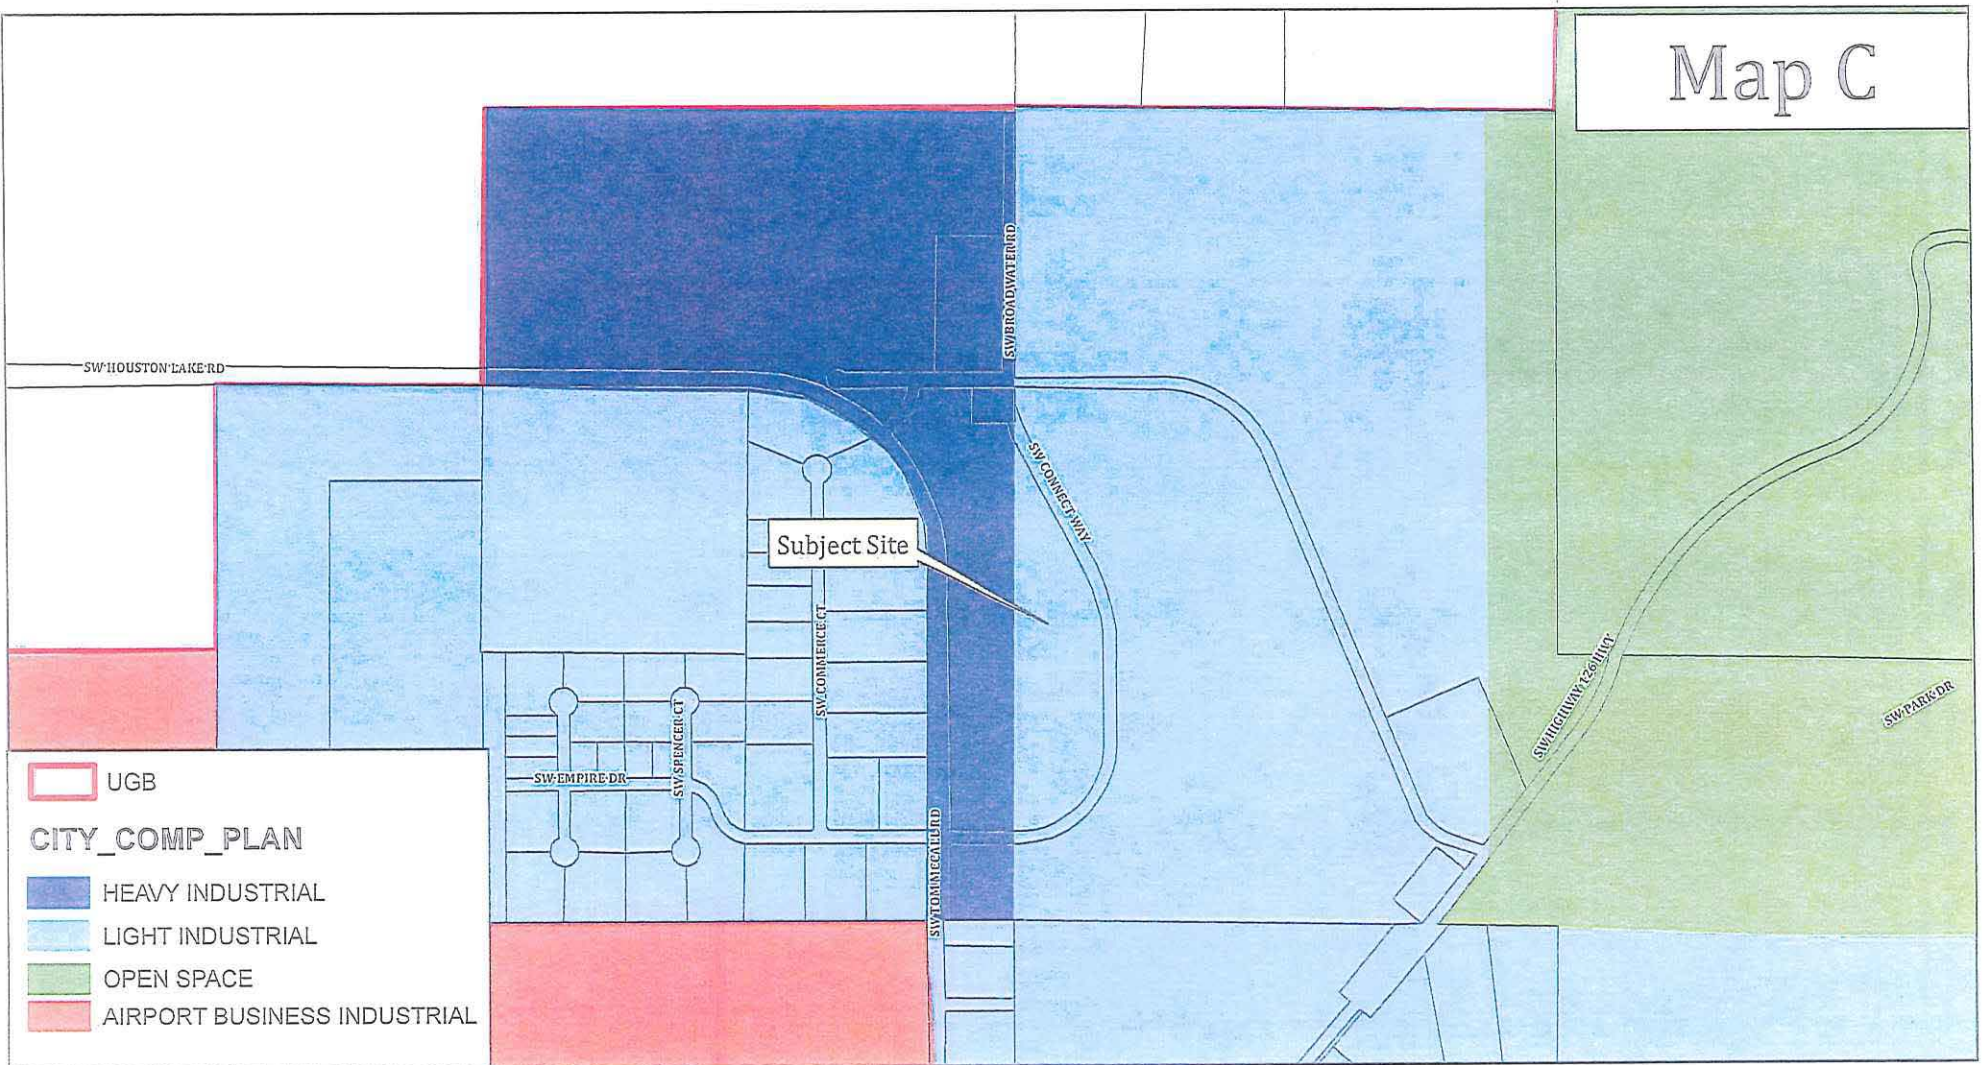 Map C
SW BROADWATER RD
SW HOUSTON LAKE RD
SW CONNECT WAY
Subject Site
SW COMMERCE CT
SW HIGHWAY 126 HWY
SW PARK DR
SW SPENCER CT
SW EMPIRE DR
SW TOM MCCALL RD
UGB
CITY_COMP_PLAN
HEAVY INDUSTRIAL
LIGHT INDUSTRIAL
OPEN SPACE
AIRPORT BUSINESS INDUSTRIAL